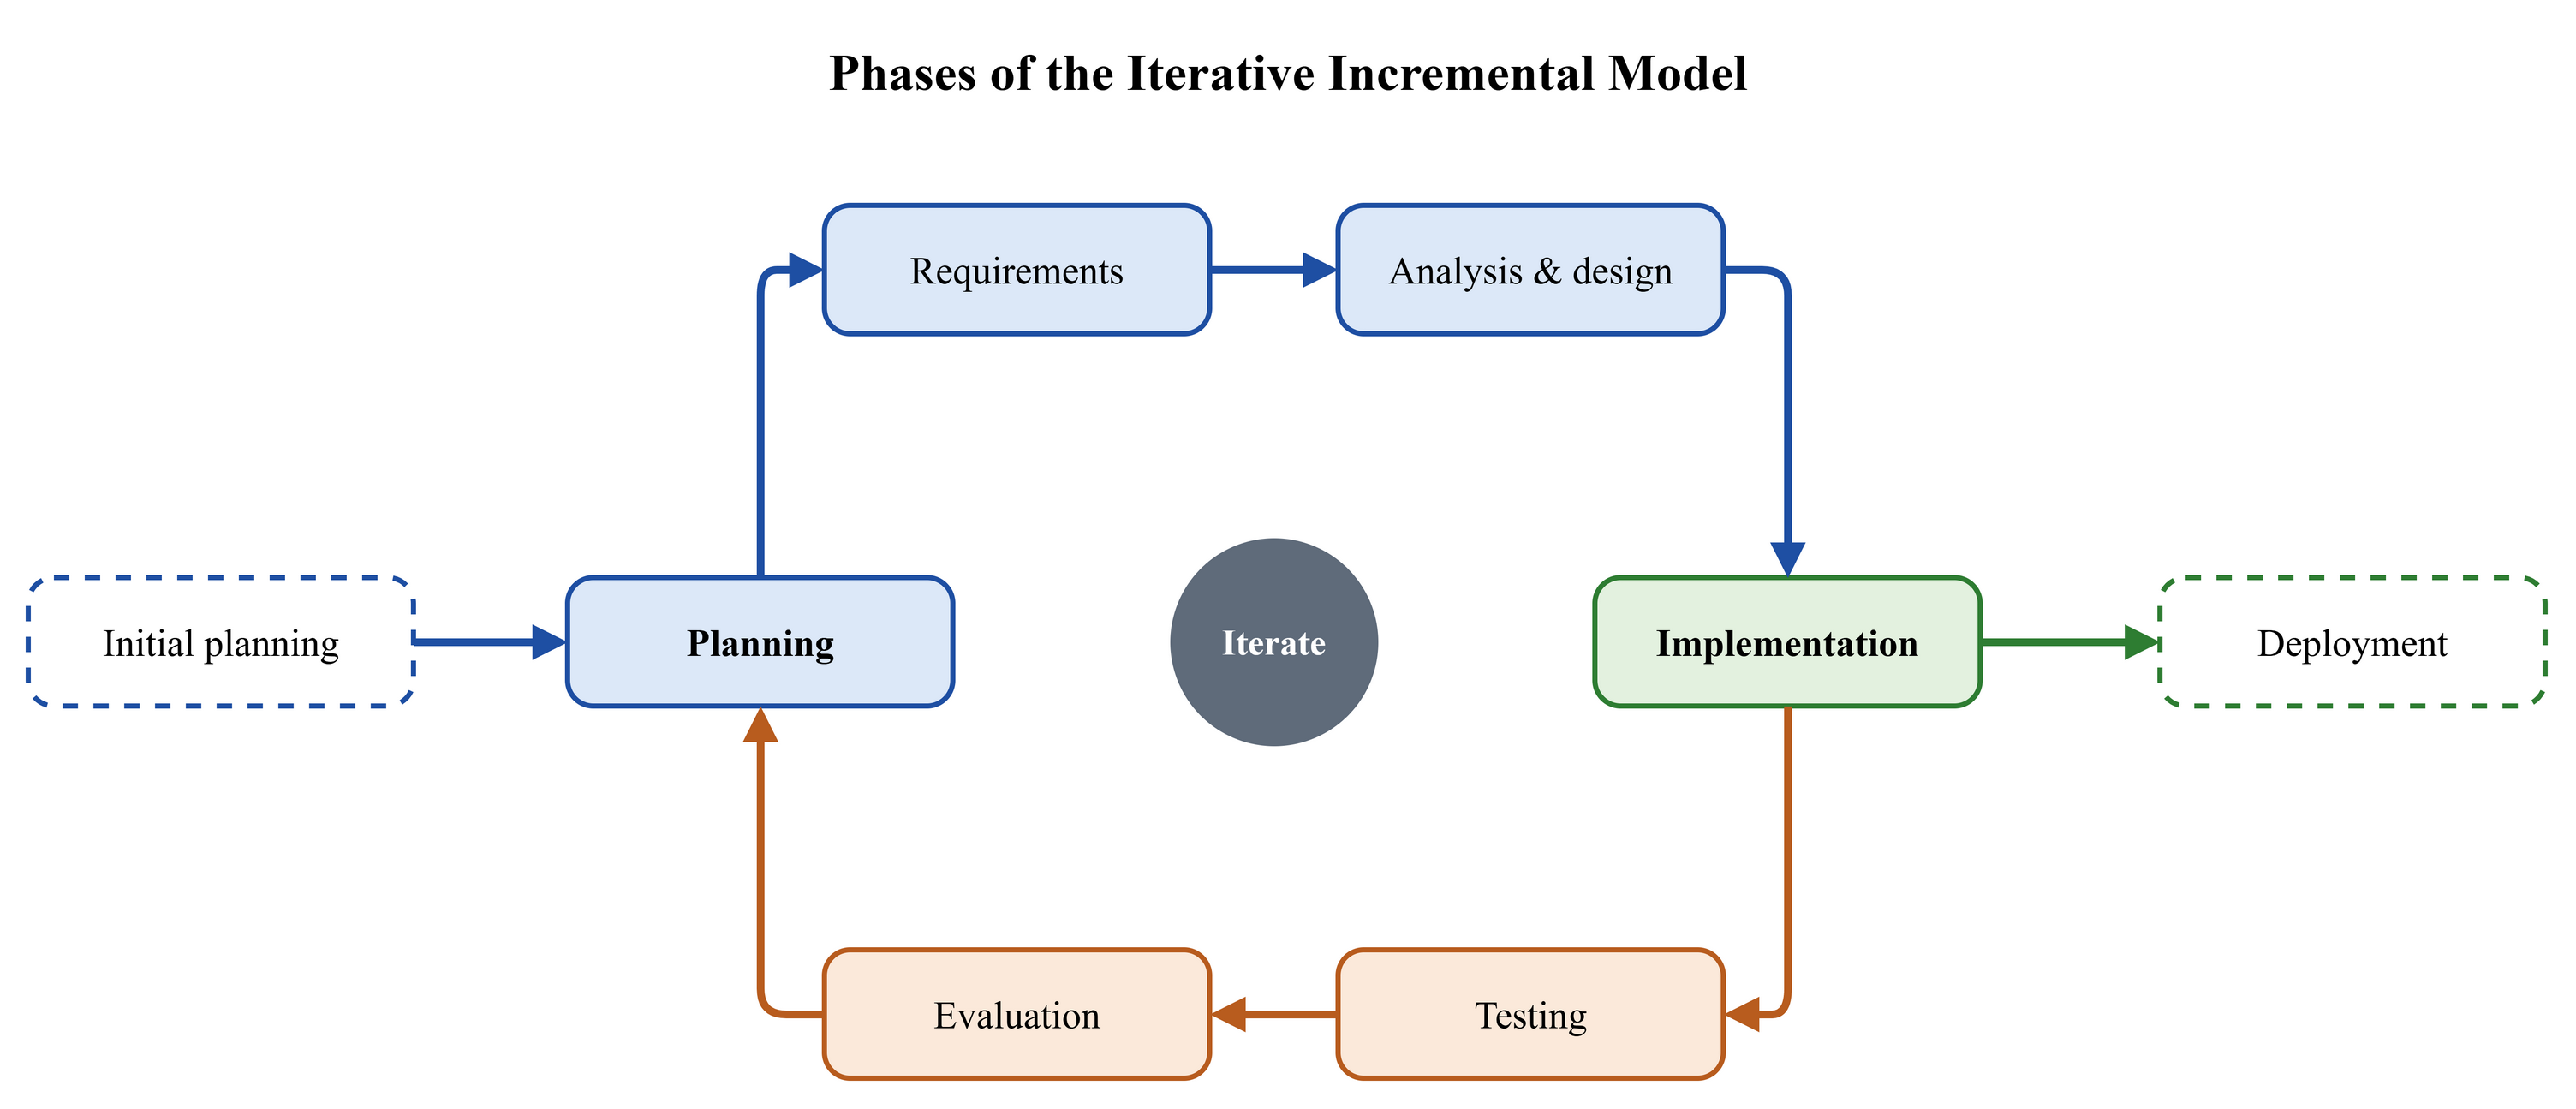 Phases of the Iterative Incremental Model
Requirements
Analysis & design
Initial planning
Planning
Iterate
Implementation
Deployment
Evaluation
Testing